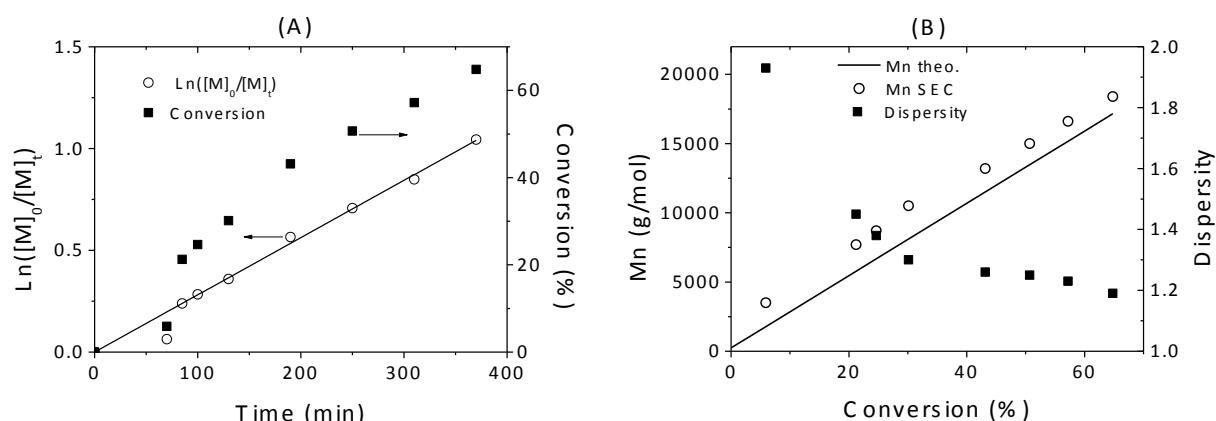 (A)
1.5
1.0
0.5
0.0
Ln([M]0/[M]t)
Ln([M]0/[M]t)
Conversion
60
40
20
0
Conversion (%)
0
100
200
300
400
Time (min)
(B)
20000
15000
10000
5000
0
Mn (g/mol)
Mn theo.
Mn SEC
Dispersity
2.0
1.8
1.6
1.4
1.2
1.0
Dispersity
0
20
40
60
Conversion (%)